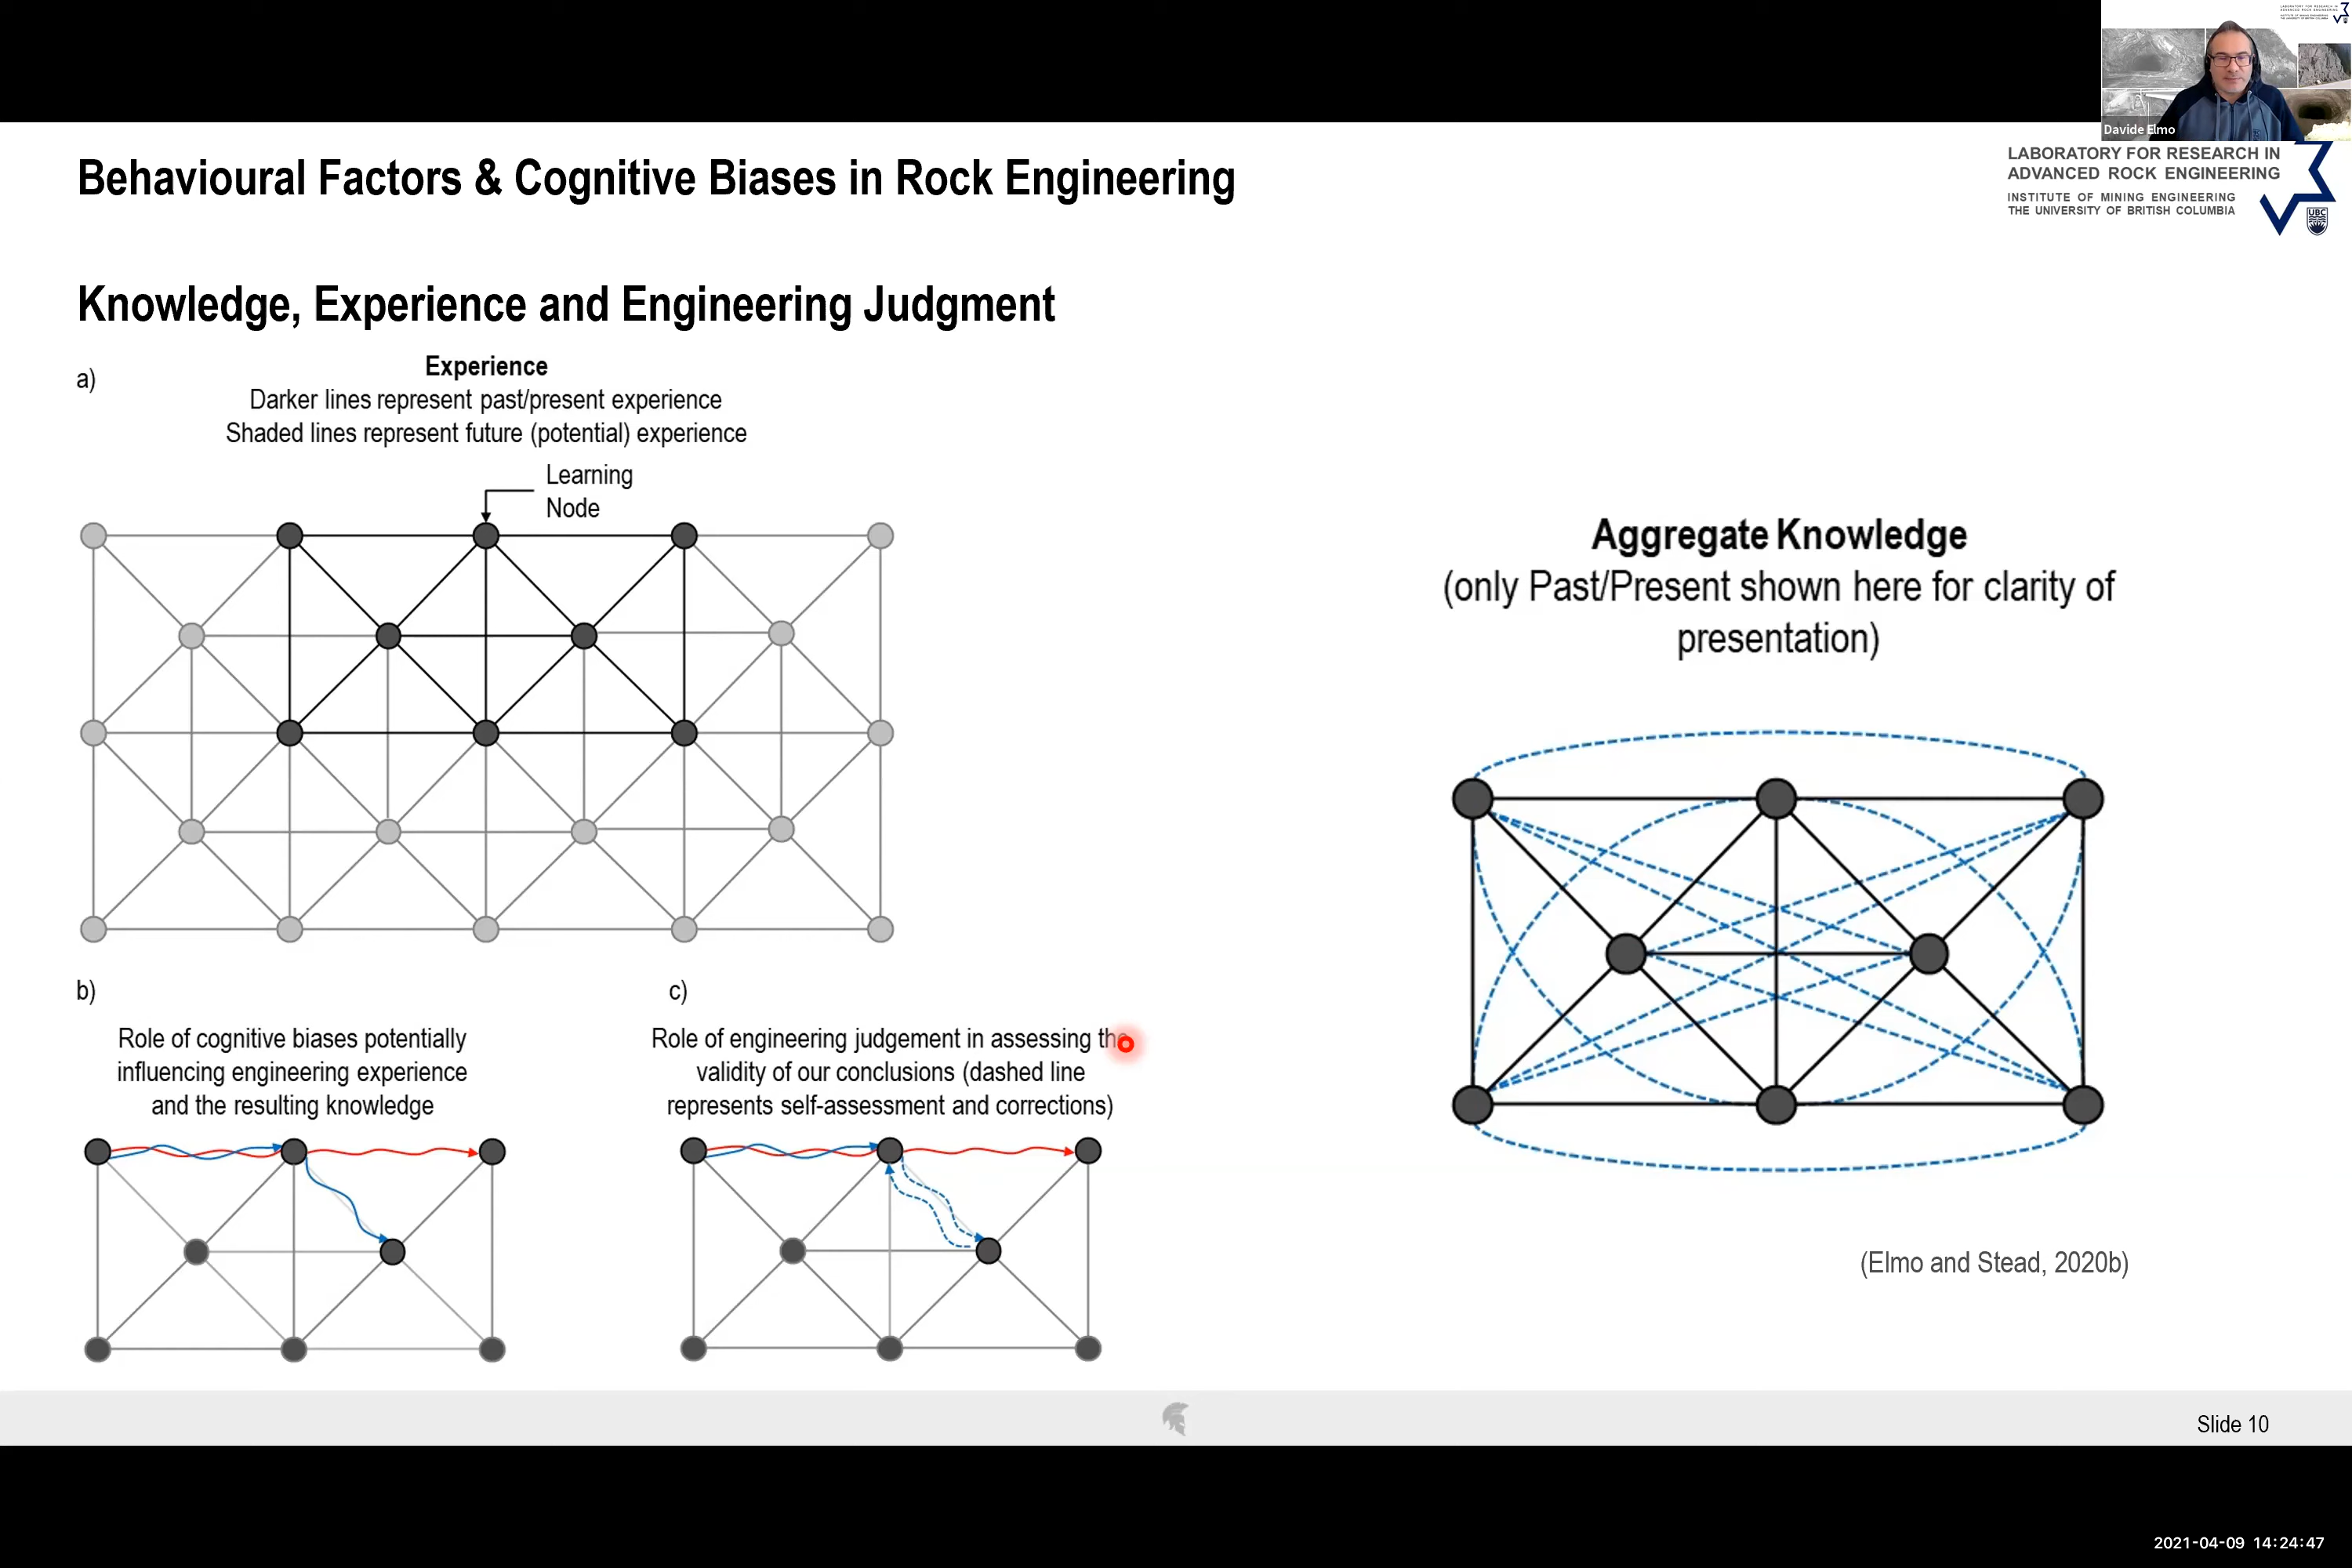 Davide Elmo
LABORATORY FOR RESEARCH IN
ADVANCED ROCK ENGINEERING
INSTITUTE OF MINING ENGINEERING
THE UNIVERSITY OF BRITISH COLUMBIA
UBC
Behavioural Factors & Cognitive Biases in Rock Engineering
Knowledge, Experience and Engineering Judgment
a)
Experience
Darker lines represent past/present experience
Shaded lines represent future (potential) experience
Learning
Node
Aggregate Knowledge
(only Past/Present shown here for clarity of
presentation)
b)
Role of cognitive biases potentially
influencing engineering experience
and the resulting knowledge
c)
Role of engineering judgement in assessing the
validity of our conclusions (dashed line
represents self-assessment and corrections)
(Elmo and Stead, 2020b)
Slide 10
2021-04-09 14:24:47